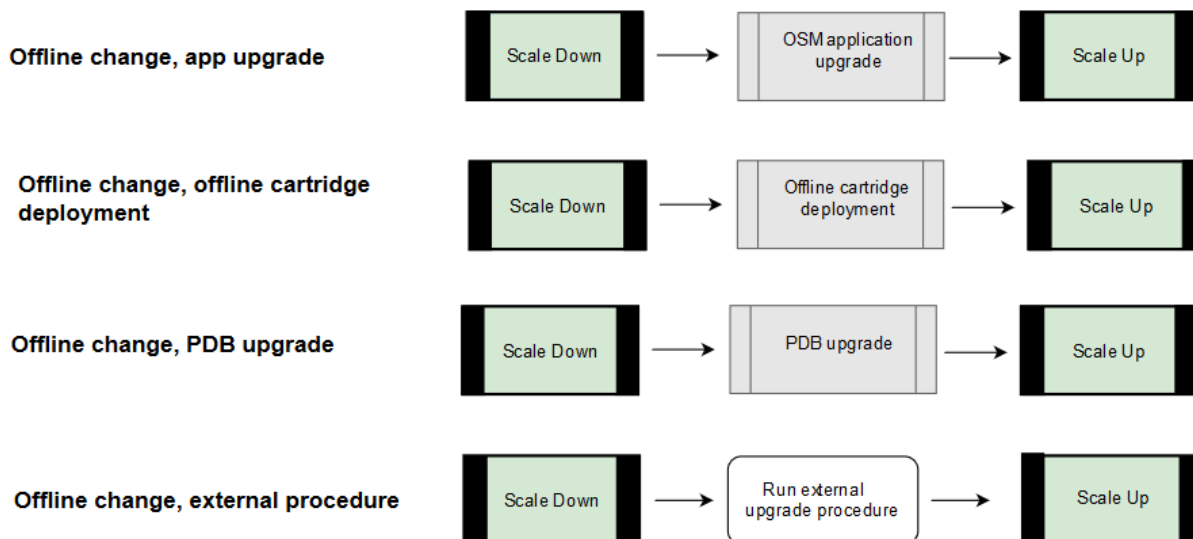 Offline change, app upgrade
Scale Down
OSM application
upgrade
Scale Up
Offline change, offline cartridge
deployment
Scale Down
Offline cartridge
deployment
Scale Up
Offline change, PDB upgrade
Scale Down
PDB upgrade
Scale Up
Offline change, external procedure
Scale Down
Run external
upgrade procedure
Scale Up